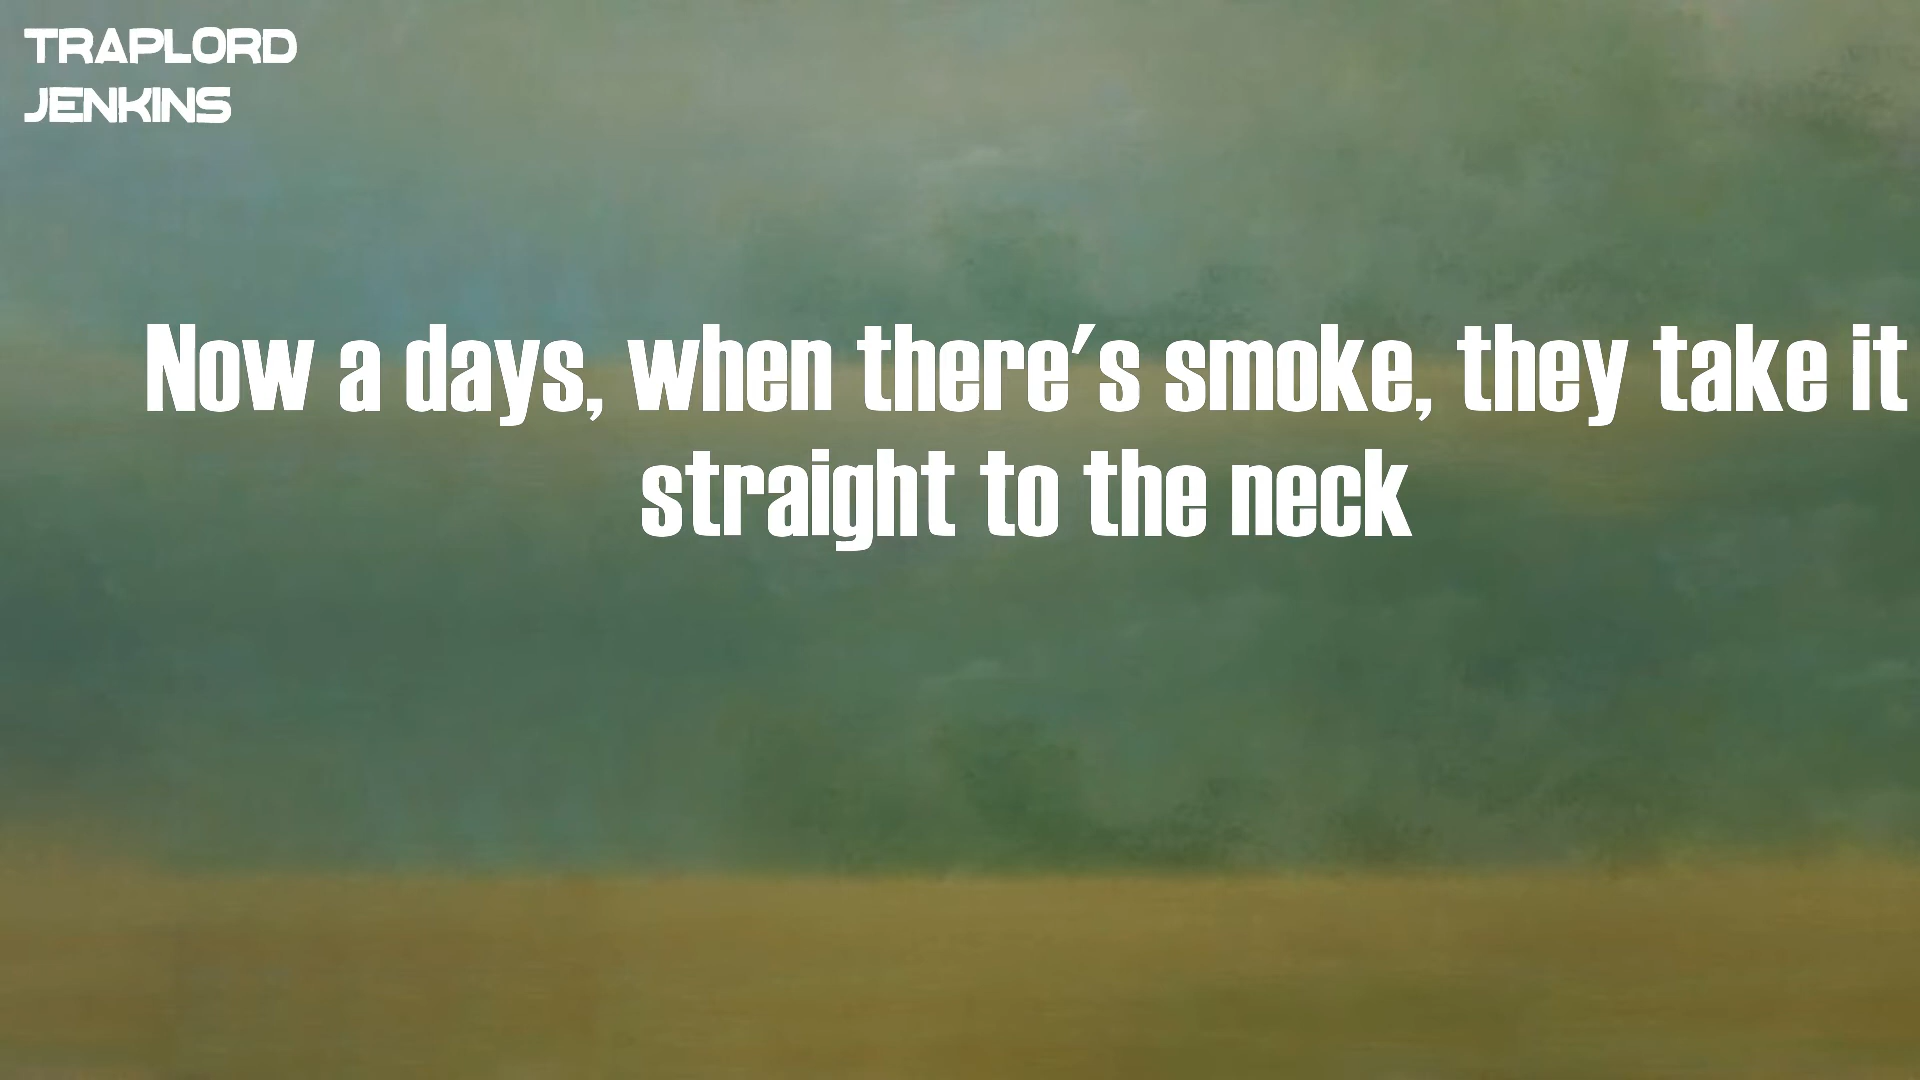 TRAPLORD
JENKINS
Now a days, when there's smoke, they take it
straight to the neck